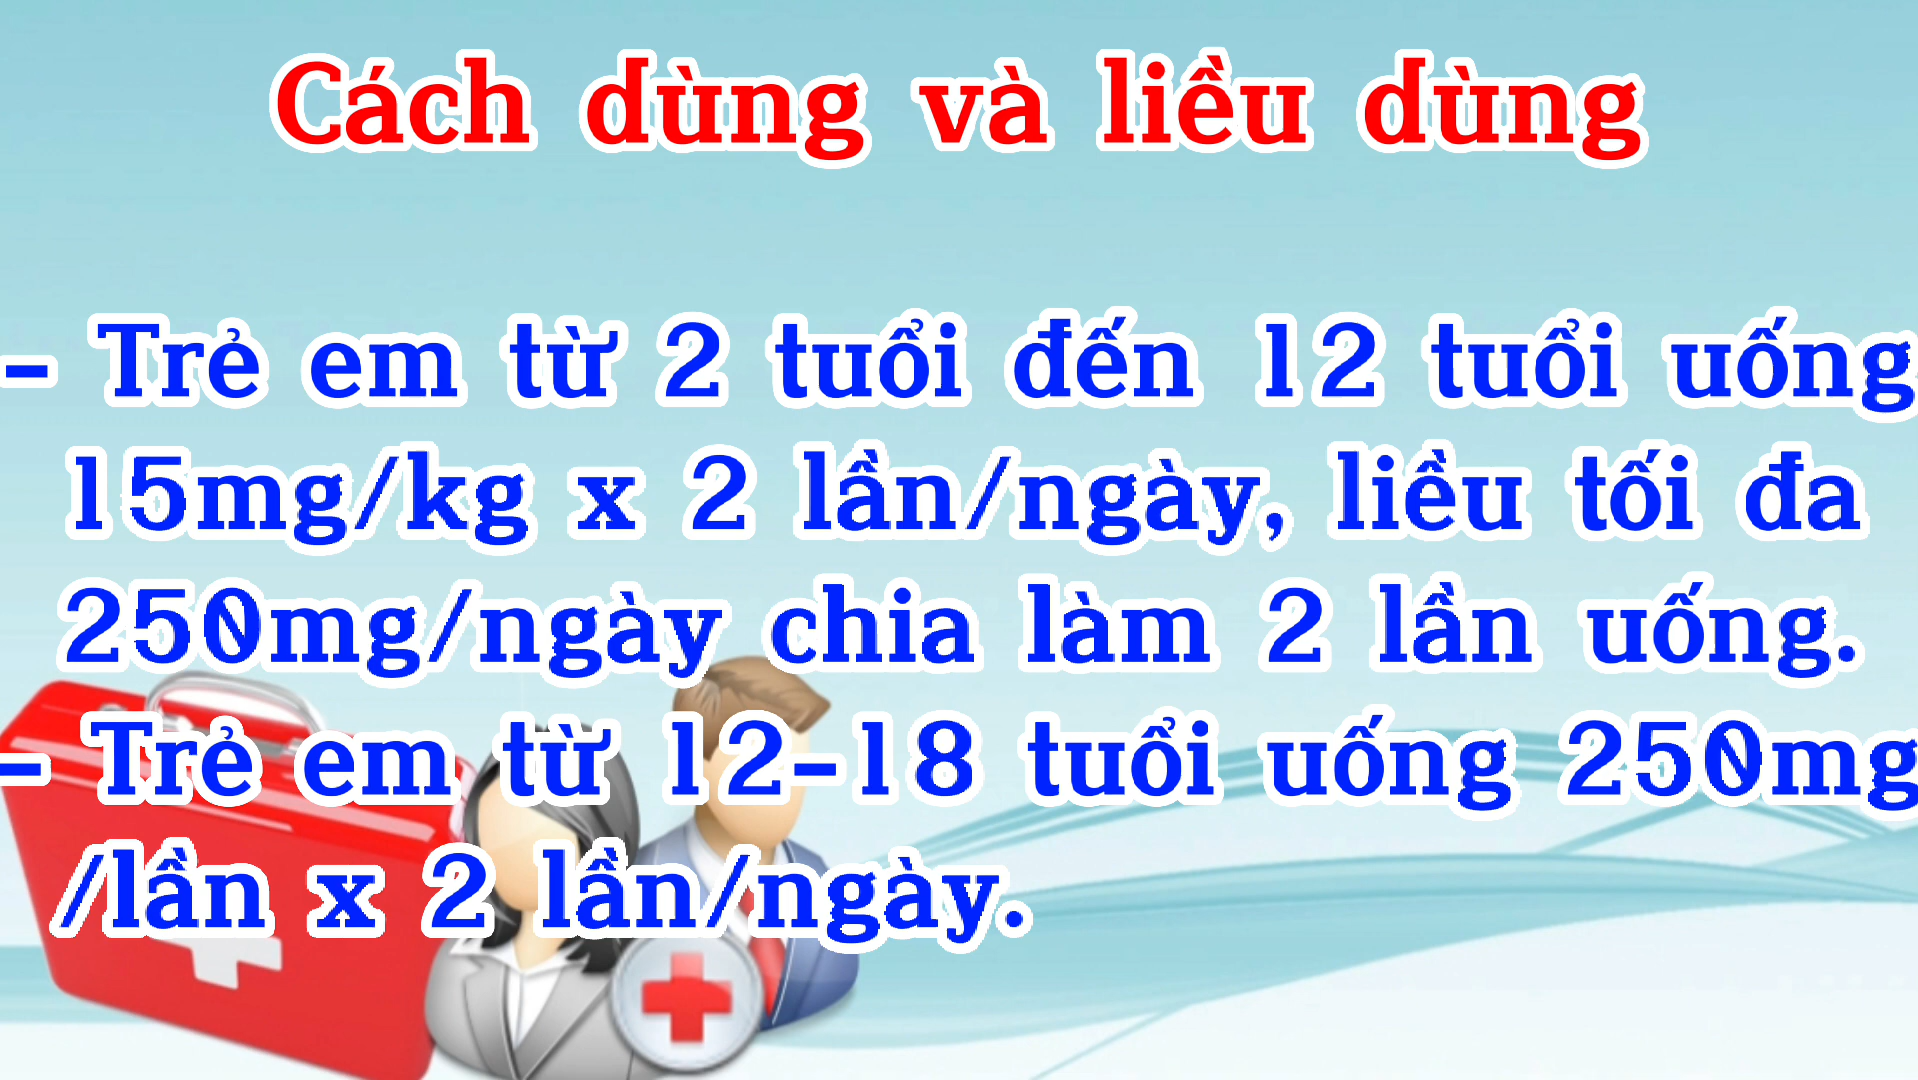 Cách dùng và liều dùng
- Trẻ em từ 2 tuổi đến 12 tuổi uống
15mg/kg x 2 lần/ngày, liều tối đa
250mg/ngày chia làm 2 lần uống.
- Trẻ em từ 12-18 tuổi uống 250mg
/lần x 2 lần/ngày.